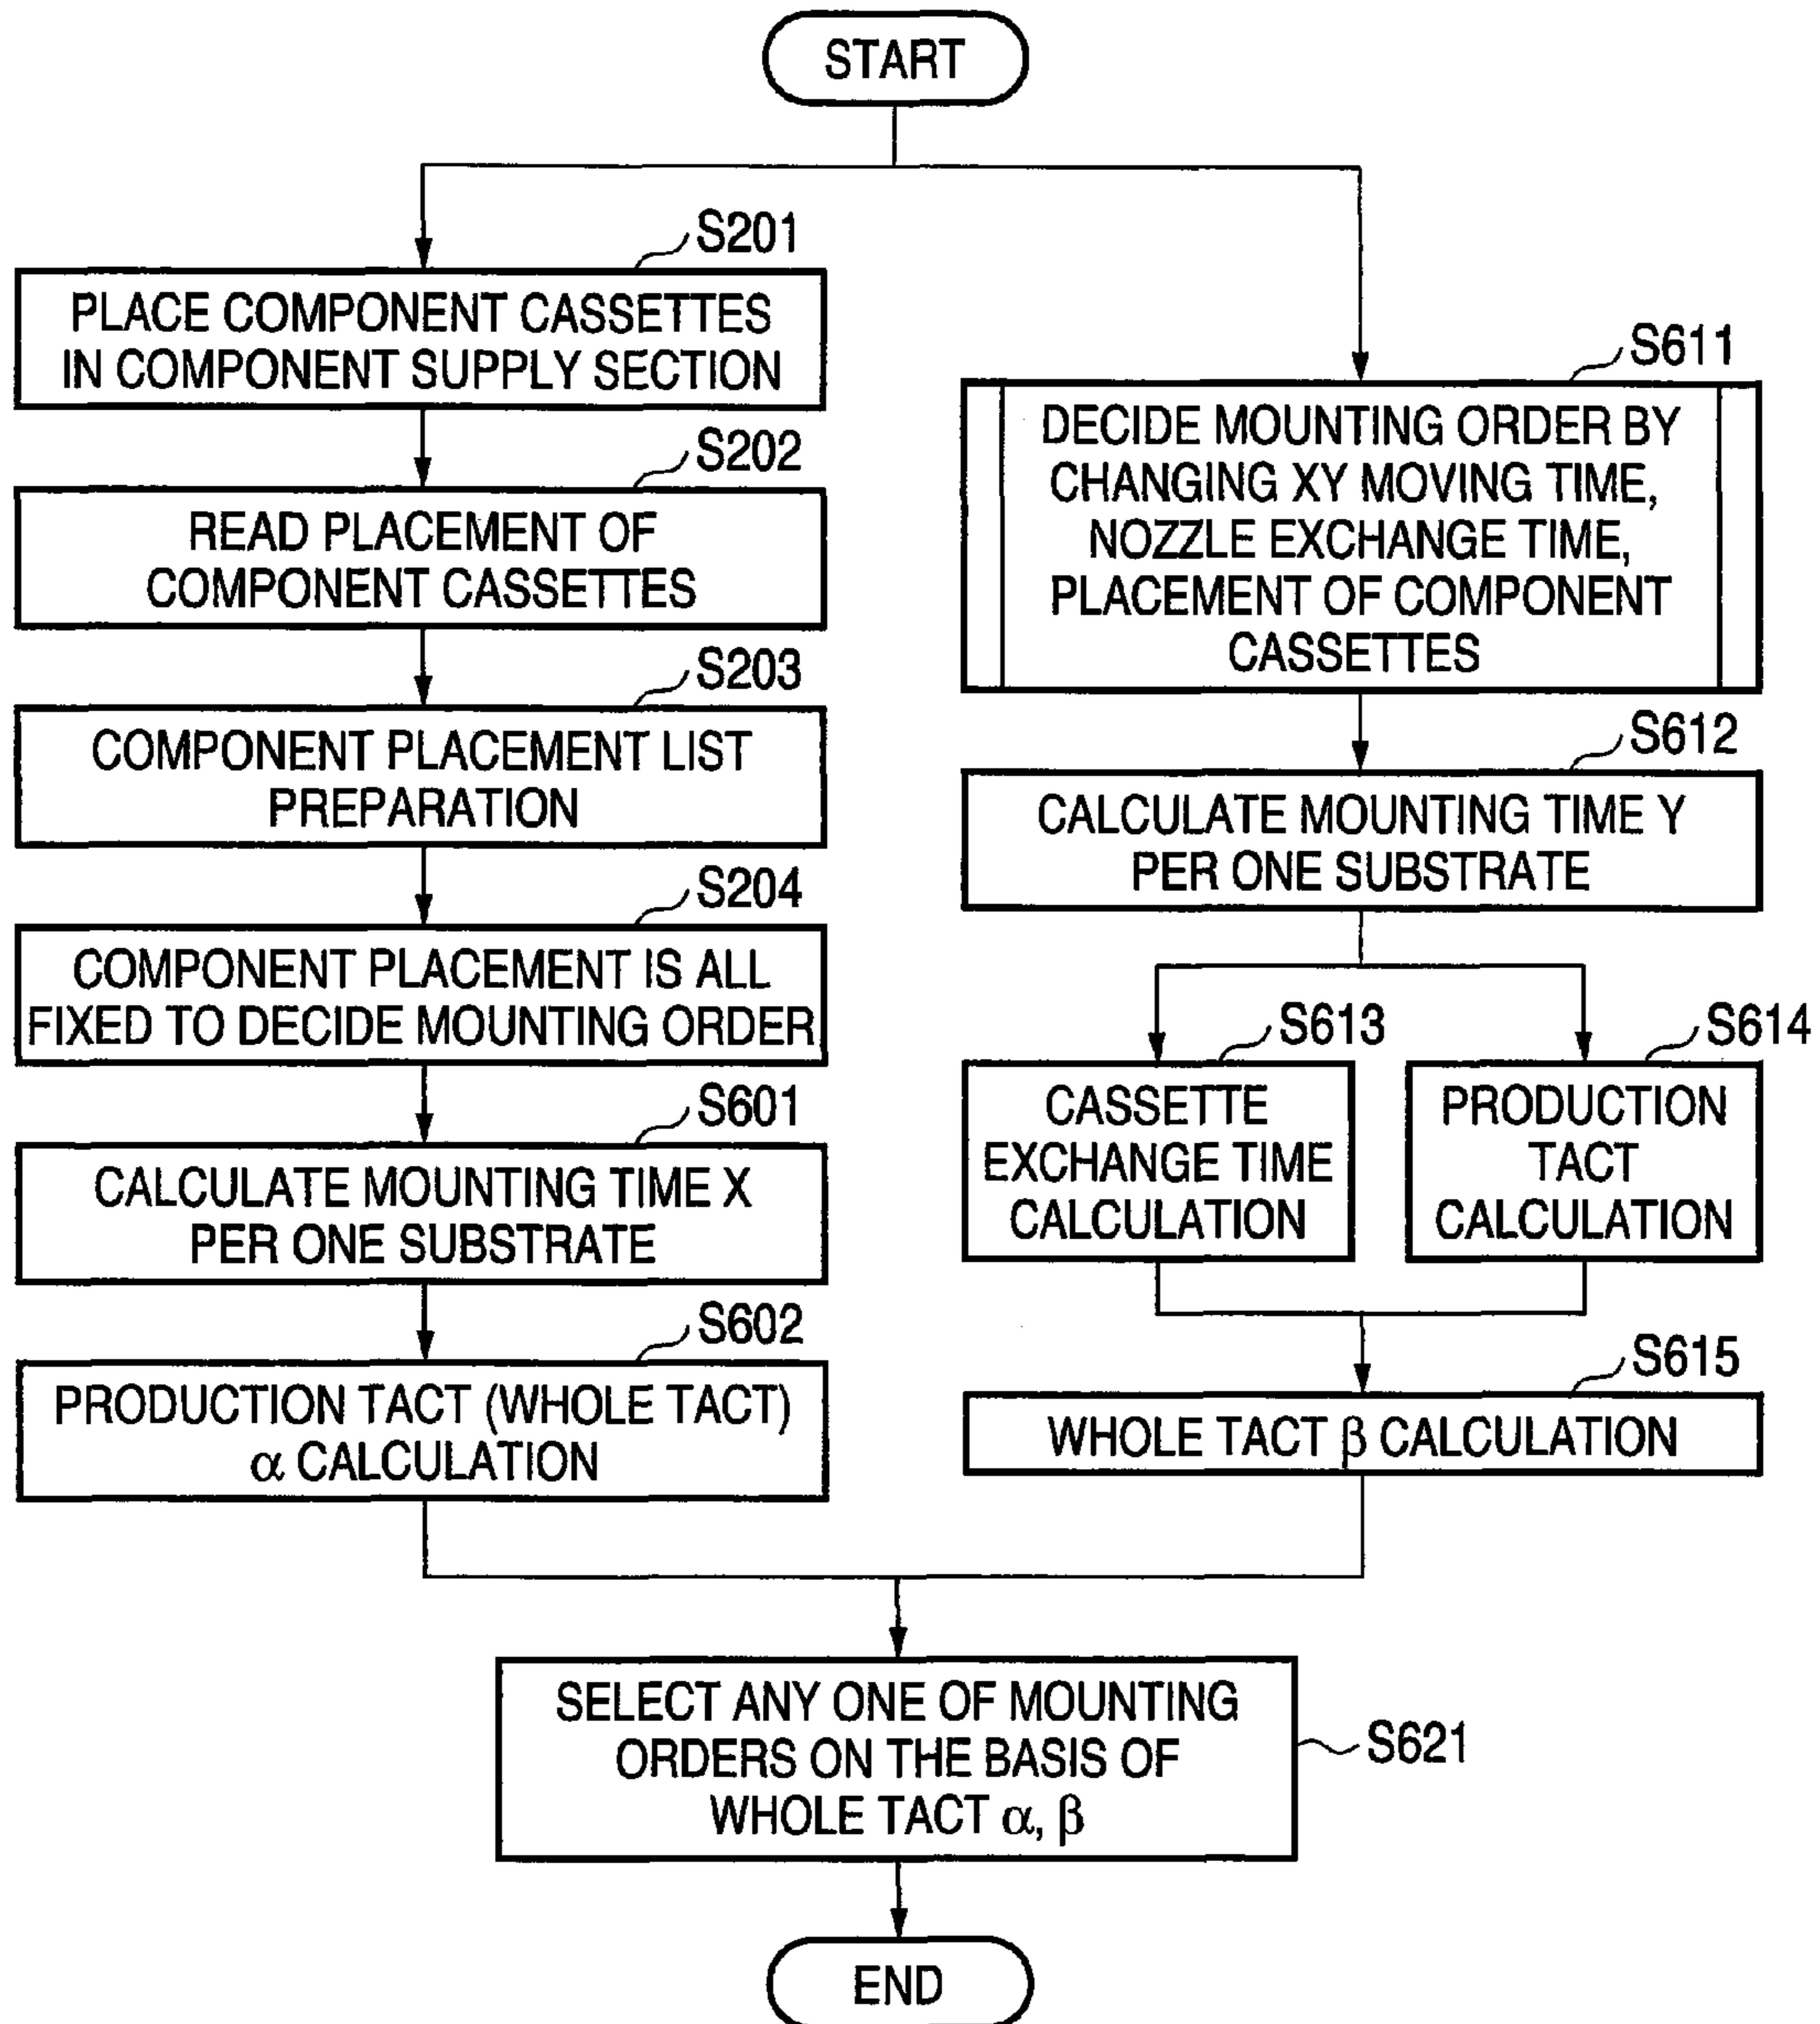 START
S201
PLACE COMPONENT CASSETTES
IN COMPONENT SUPPLY SECTION
S202
READ PLACEMENT OF
COMPONENT CASSETTES
S203
COMPONENT PLACEMENT LIST
PREPARATION
S204
COMPONENT PLACEMENT IS ALL
FIXED TO DECIDE MOUNTING ORDER
S601
CALCULATE MOUNTING TIME X
PER ONE SUBSTRATE
S602
PRODUCTION TACT (WHOLE TACT)
α CALCULATION
S611
DECIDE MOUNTING ORDER BY
CHANGING XY MOVING TIME,
NOZZLE EXCHANGE TIME,
PLACEMENT OF COMPONENT
CASSETTES
S612
CALCULATE MOUNTING TIME Y
PER ONE SUBSTRATE
S613
CASSETTE
EXCHANGE TIME
CALCULATION
S614
PRODUCTION
TACT
CALCULATION
S615
WHOLE TACT β CALCULATION
SELECT ANY ONE OF MOUNTING
ORDERS ON THE BASIS OF
WHOLE TACT α, β
S621
END